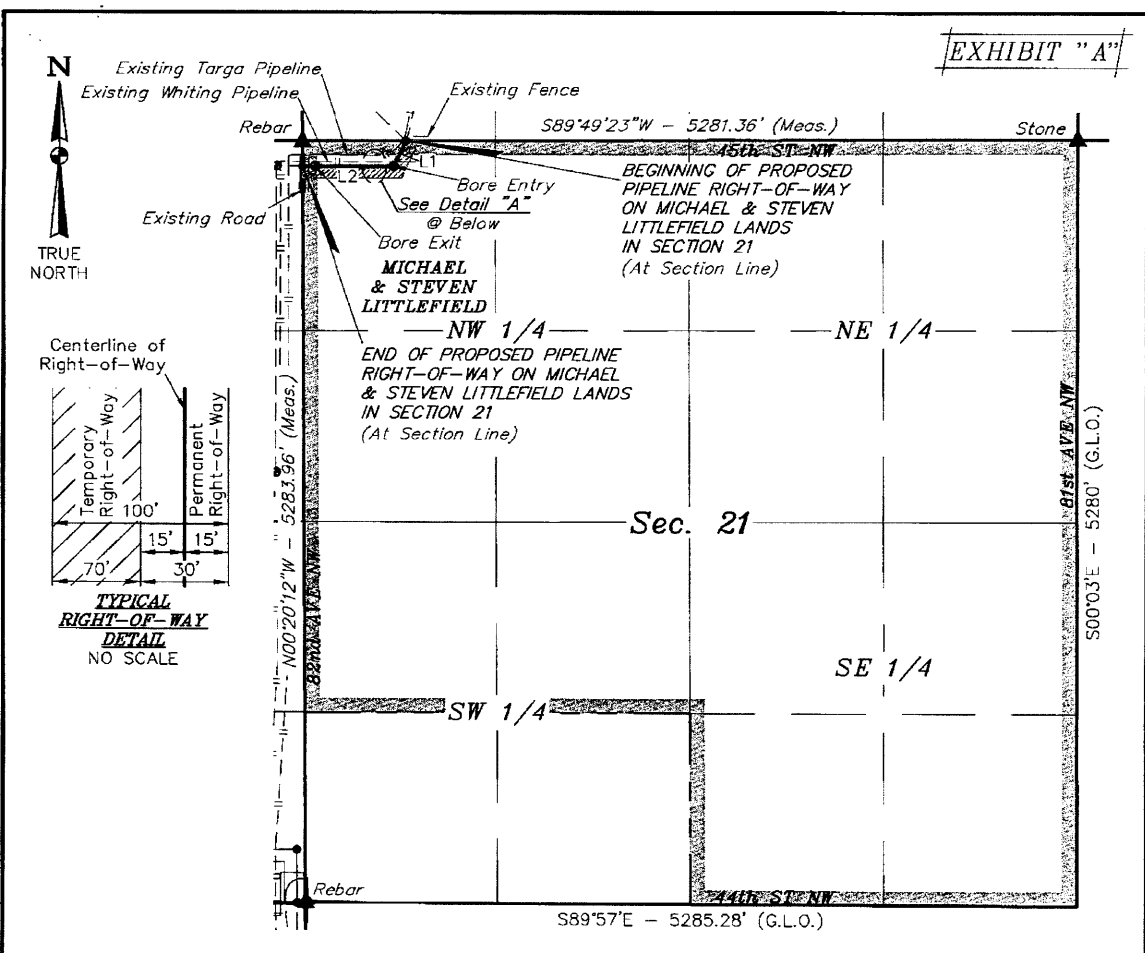 EXHIBIT "A"
N
TRUE
NORTH
Existing Targa Pipeline
Existing Whiting Pipeline
Existing Fence
Rebar
S89°49'23"W - 5281.36' (Meas.)
Stone
45th ST NW
L1
L2
Bore Entry
See Detail "A"
@ Below
Existing Road
Bore Exit
BEGINNING OF PROPOSED
PIPELINE RIGHT-OF-WAY
ON MICHAEL & STEVEN
LITTLEFIELD LANDS
IN SECTION 21
(At Section Line)
MICHAEL
& STEVEN
LITTLEFIELD
NW 1/4
NE 1/4
END OF PROPOSED PIPELINE
RIGHT-OF-WAY ON MICHAEL
& STEVEN LITTLEFIELD LANDS
IN SECTION 21
(At Section Line)
Centerline of
Right-of-Way
Temporary
Right-of-Way
Permanent
Right-of-Way
100'
15'
15'
70'
30'
TYPICAL
RIGHT-OF-WAY
DETAIL
NO SCALE
N00°20'12"W - 5283.96' (Meas.)
82nd AVE NW
Sec. 21
81st AVE NW
S00°03'E - 5280' (G.L.O.)
SE 1/4
SW 1/4
Rebar
44th ST NW
S89°57'E - 5285.28' (G.L.O.)